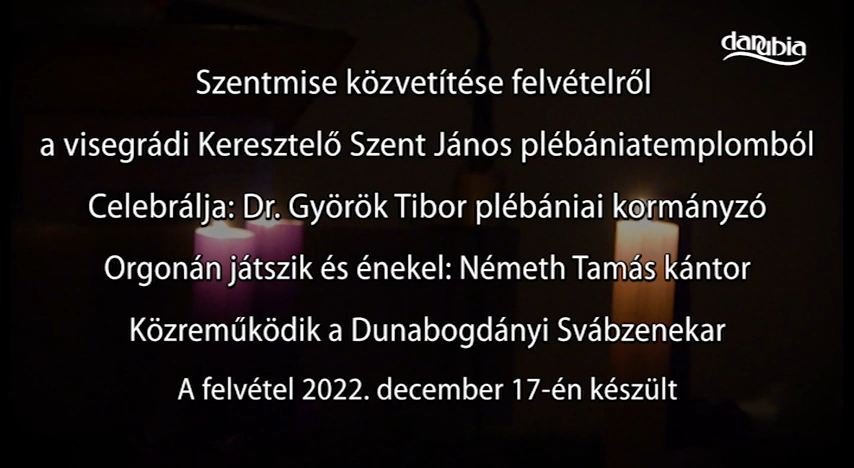 danubia
Szentmise közvetítése felvételről
a visegrádi Keresztelő Szent János plébániatemplomból
Celebrálja: Dr. Györök Tibor plébániai kormányzó
Orgonán játszik és énekel: Németh Tamás kántor
Közreműködik a Dunabogdányi Svábzenekar
A felvétel 2022. december 17-én készült